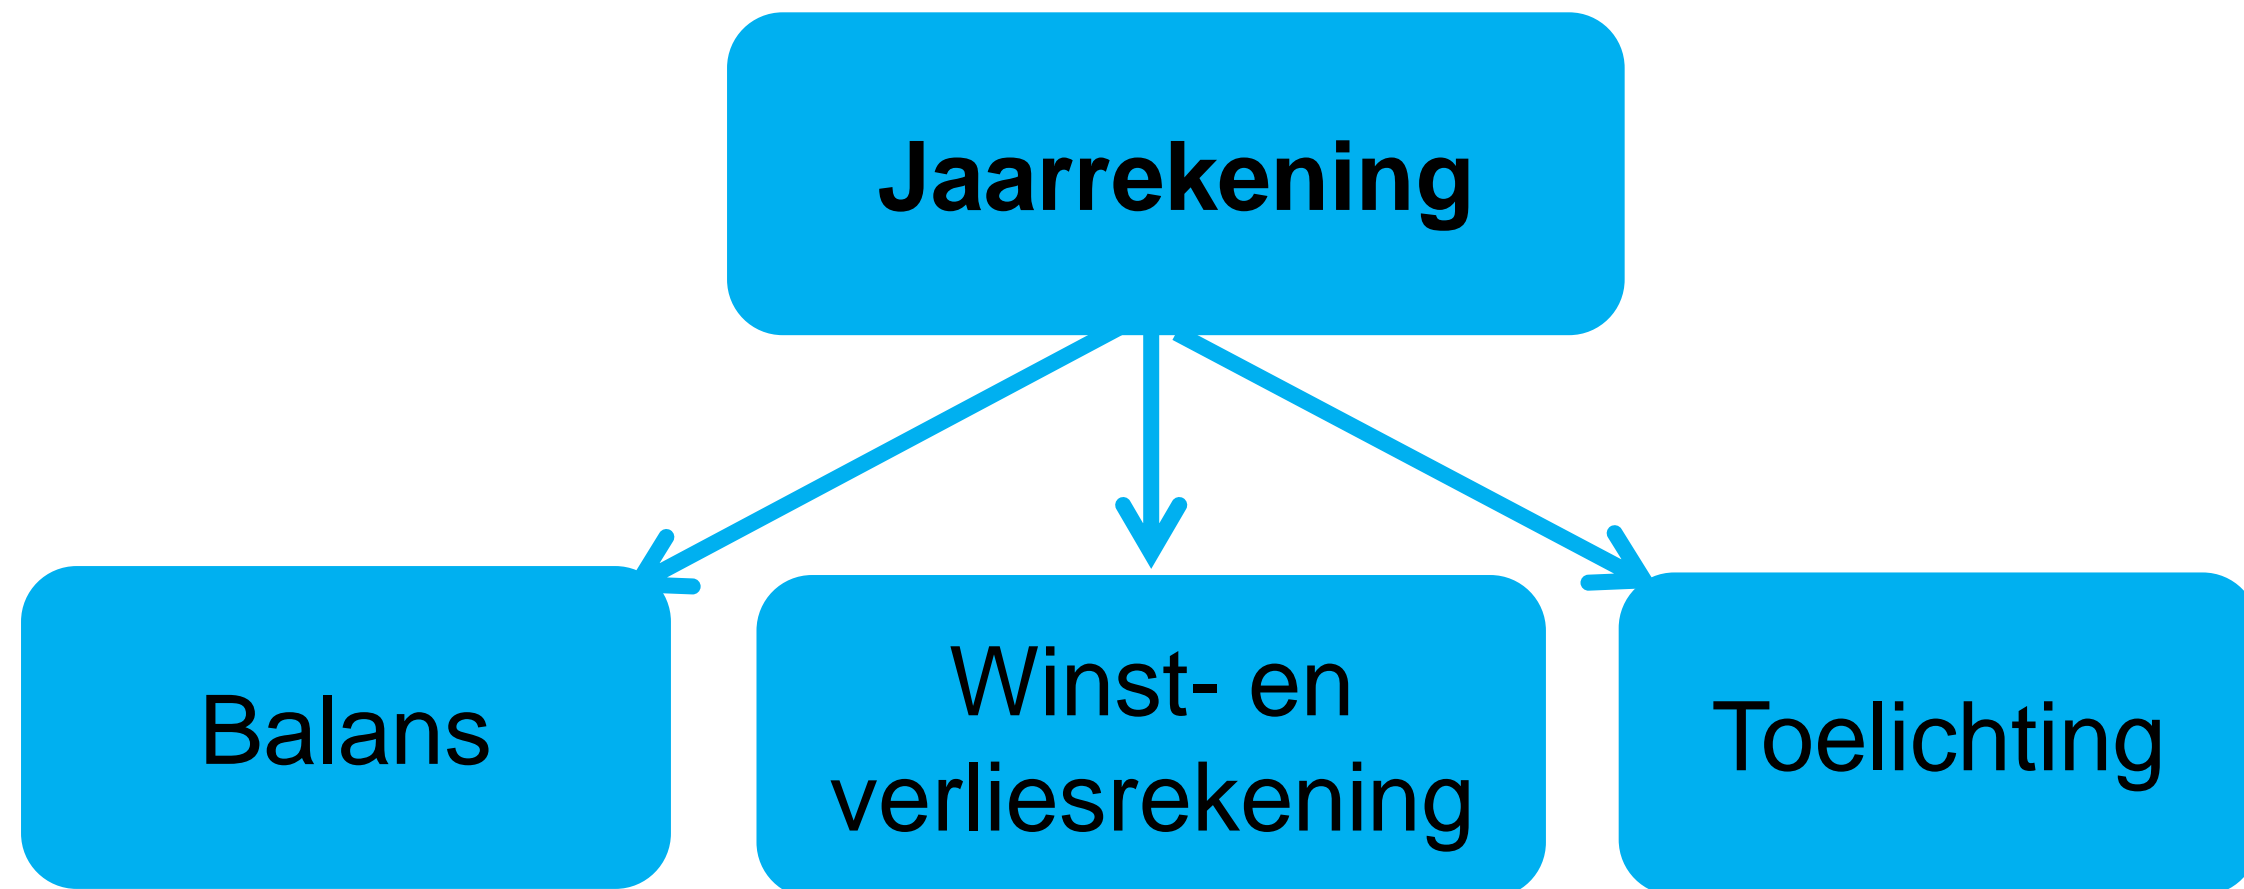 Jaarrekening
Balans
Winst- en
verliesrekening
Toelichting